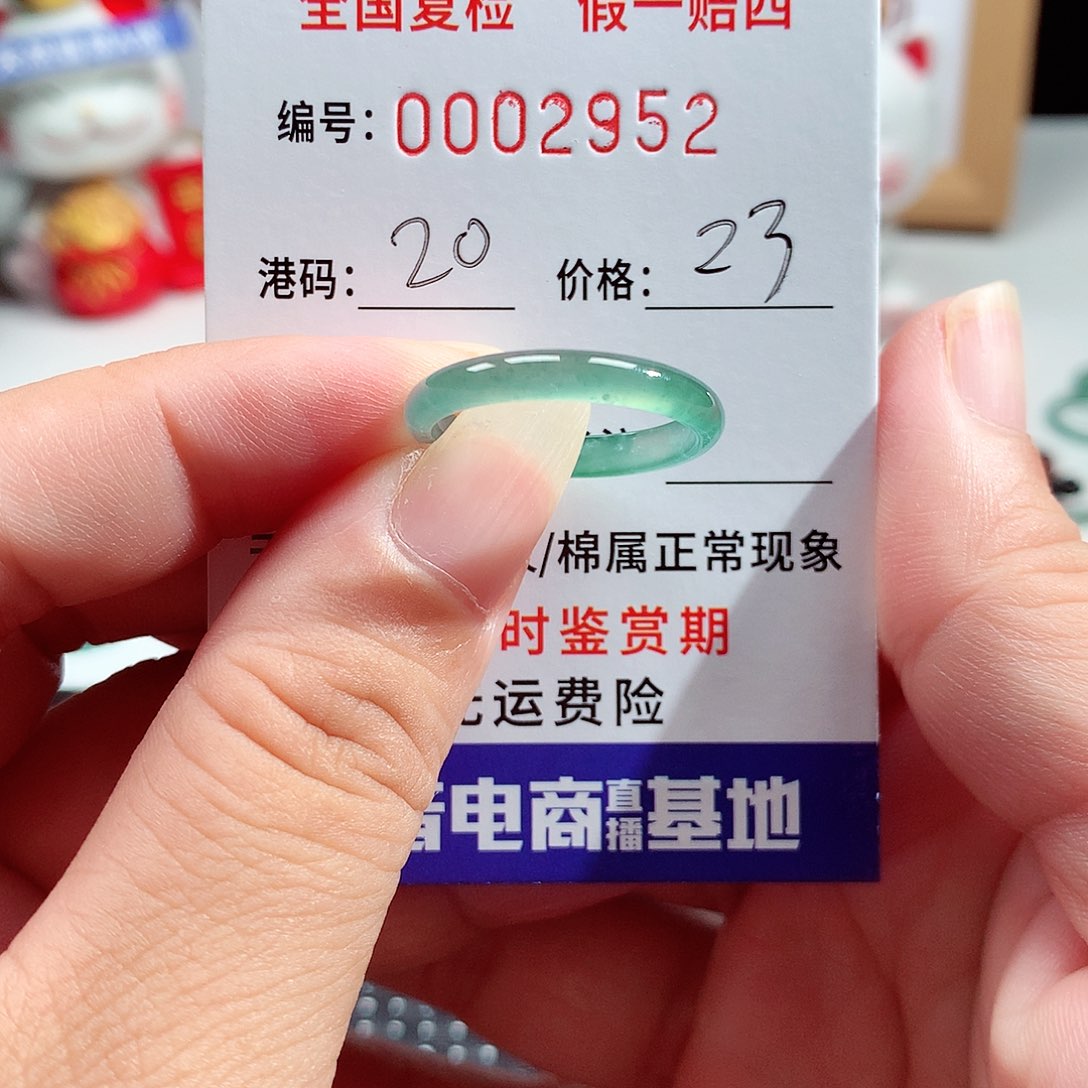 全国复检 假一赔四
编号：0002952
港码：20 价格：23
/棉属正常现象
时鉴赏期
运费险
电商直播基地